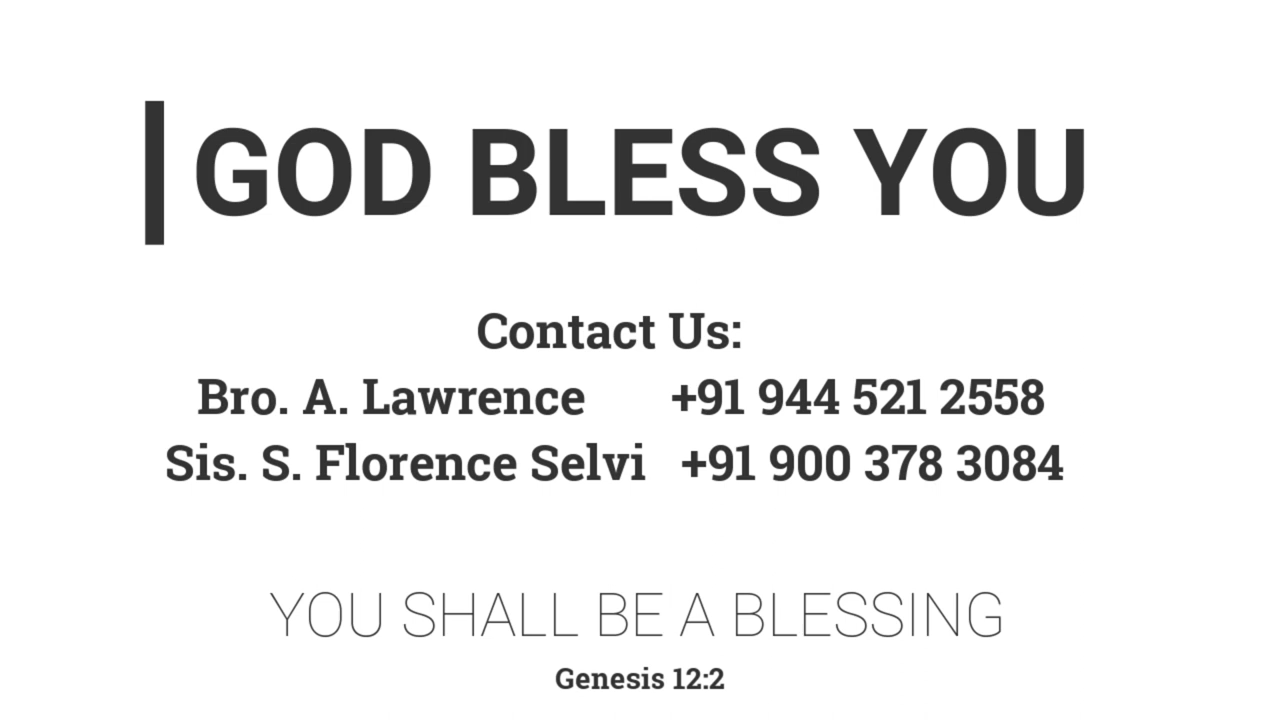 GOD BLESS YOU
Contact Us:
Bro. A. Lawrence +91 944 521 2558
Sis. S. Florence Selvi +91 900 378 3084
YOU SHALL BE A BLESSING
Genesis 12:2